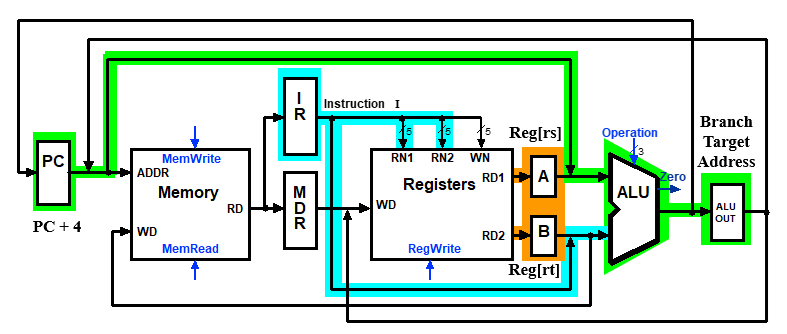 PC
PC + 4
MemWrite
ADDR
Memory
RD
WD
MemRead
I
R
Instruction I
M
D
R
5
5
5
RN1
RN2
WN
Registers
RD1
WD
RD2
RegWrite
Reg[rs]
A
B
Reg[rt]
Operation
3
Zero
ALU
Branch
Target
Address
ALU
OUT